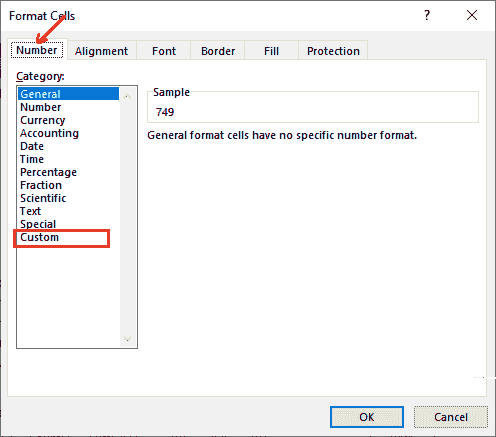 Format Cells ? ×
Number Alignment Font Border Fill Protection
Category:
General
Number
Currency
Accounting
Date
Time
Percentage
Fraction
Scientific
Text
Special
Custom
Sample
749
General format cells have no specific number format.
OK Cancel